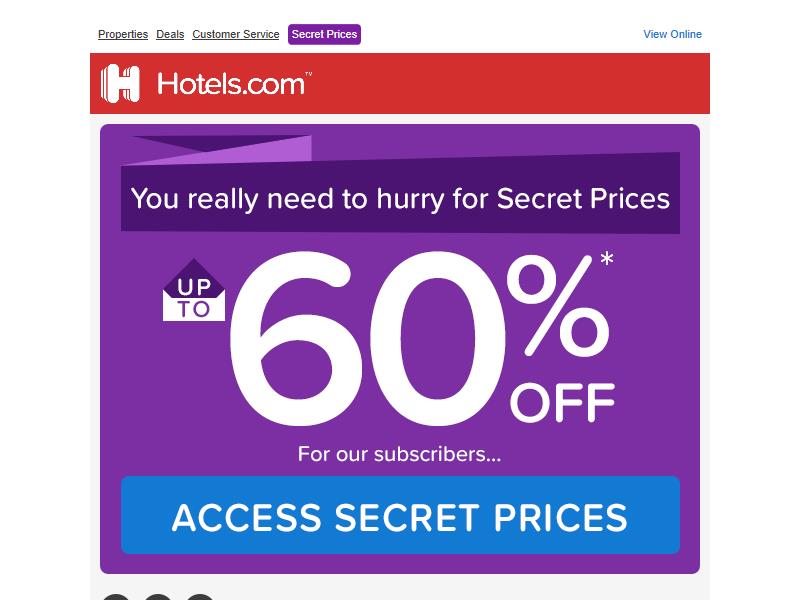 Properties Deals Customer Service Secret Prices View Online
Hotels.com™
You really need to hurry for Secret Prices
UP
TO
60%*
OFF
For our subscribers...
ACCESS SECRET PRICES